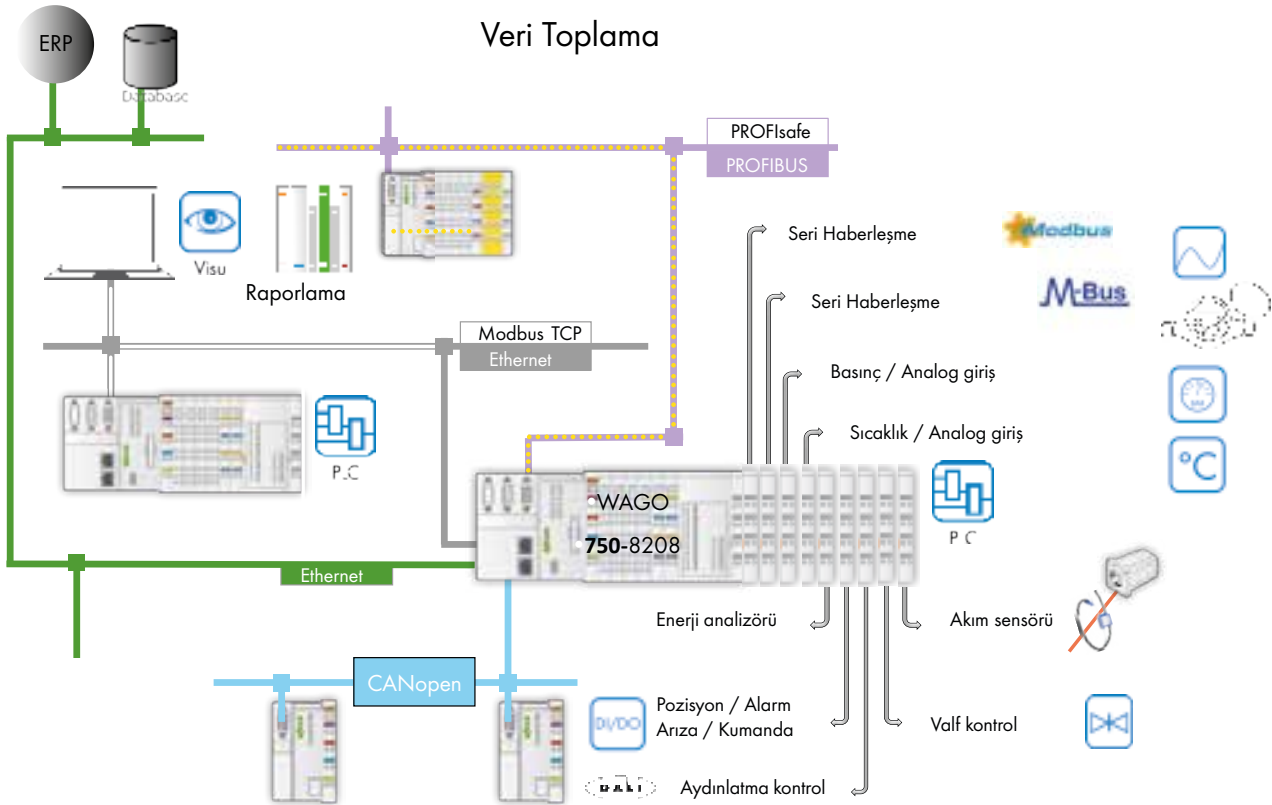 Veri Toplama
ERP
Database
PROFIsafe
PROFIBUS
Visu
Raporlama
Seri Haberleşme
Modbus
Seri Haberleşme
M-Bus
Modbus TCP
Ethernet
Basınç / Analog giriş
Sıcaklık / Analog giriş
°C
WAGO
750-8208
Ethernet
Enerji analizörü
Akım sensörü
CANopen
DI/DO
Pozisyon / Alarm
Arıza / Kumanda
Valf kontrol
Aydınlatma kontrol